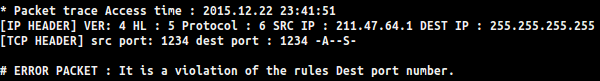 * Packet trace Access time : 2015.12.22 23:41:51
[IP HEADER] VER: 4 HL : 5 Protocol : 6 SRC IP : 211.47.64.1 DEST IP : 255.255.255.255
[TCP HEADER] src port: 1234 dest port : 1234 -A--S-
# ERROR PACKET : It is a violation of the rules Dest port number.